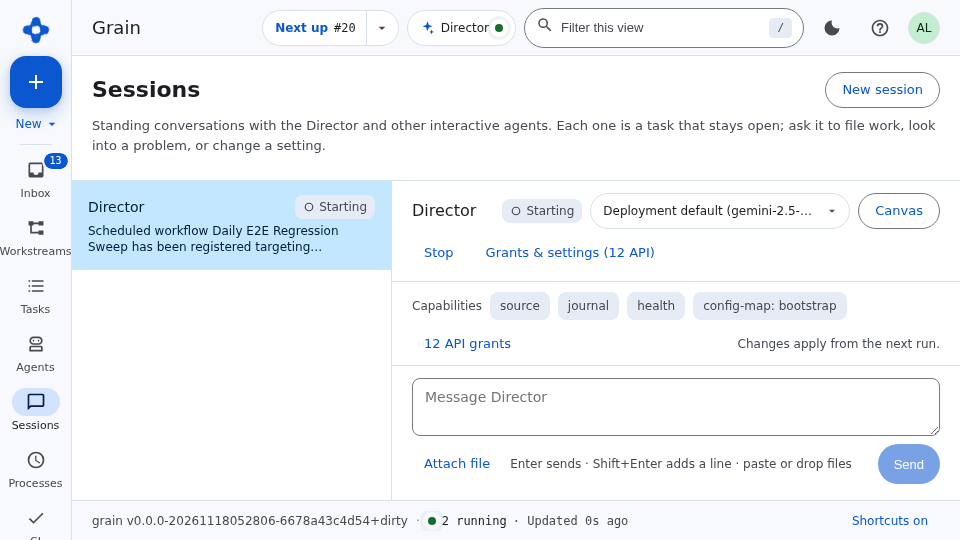 Grain
Next up #20
Director
Filter this view
/
AL
New
13
Inbox
Workstreams
Tasks
Agents
Sessions
Processes
Sessions
New session
Standing conversations with the Director and other interactive agents. Each one is a task that stays open; ask it to file work, look
into a problem, or change a setting.
Director
Starting
Scheduled workflow Daily E2E Regression
Sweep has been registered targeting…
Director
Starting
Deployment default (gemini-2.5-…
Canvas
Stop
Grants & settings (12 API)
Capabilities
source
journal
health
config-map: bootstrap
12 API grants
Changes apply from the next run.
Message Director
Attach file
Enter sends · Shift+Enter adds a line · paste or drop files
Send
grain v0.0.0-20261118052806-6678a43c4d54+dirty · 2 running · Updated 0s ago
Shortcuts on